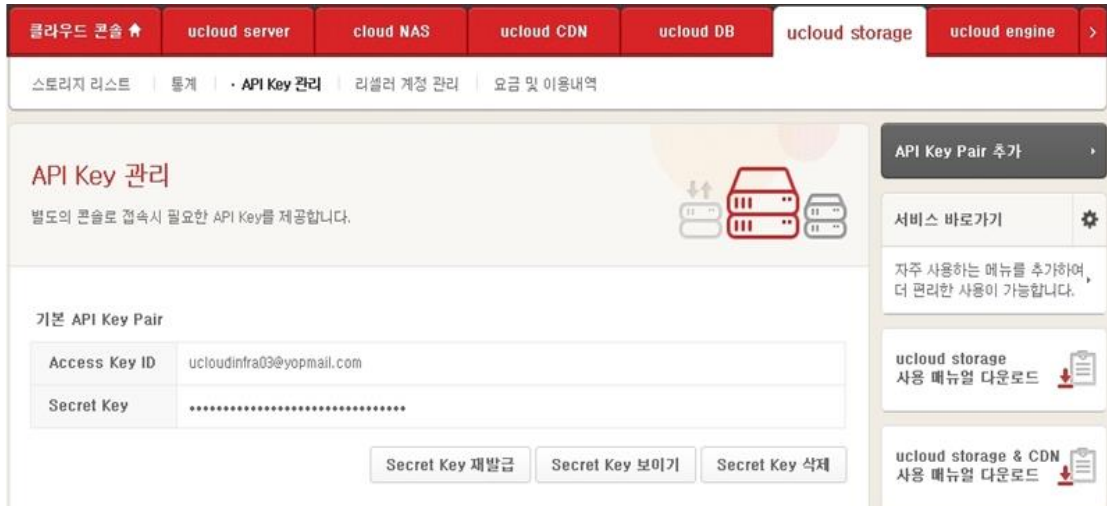 클라우드 콘솔
ucloud server
cloud NAS
ucloud CDN
ucloud DB
ucloud storage
ucloud engine
스토리지 리스트
통계
· API Key 관리
리셀러 계정 관리
요금 및 이용내역
API Key 관리
별도의 콘솔로 접속시 필요한 API Key를 제공합니다.
기본 API Key Pair
Access Key ID
ucloudinfra03@yopmail.com
Secret Key
••••••••••••••••••••••••••••••••
Secret Key 재발급
Secret Key 보이기
Secret Key 삭제
API Key Pair 추가
서비스 바로가기
자주 사용하는 메뉴를 추가하여
더 편리한 사용이 가능합니다.
ucloud storage
사용 매뉴얼 다운로드
ucloud storage & CDN
사용 매뉴얼 다운로드